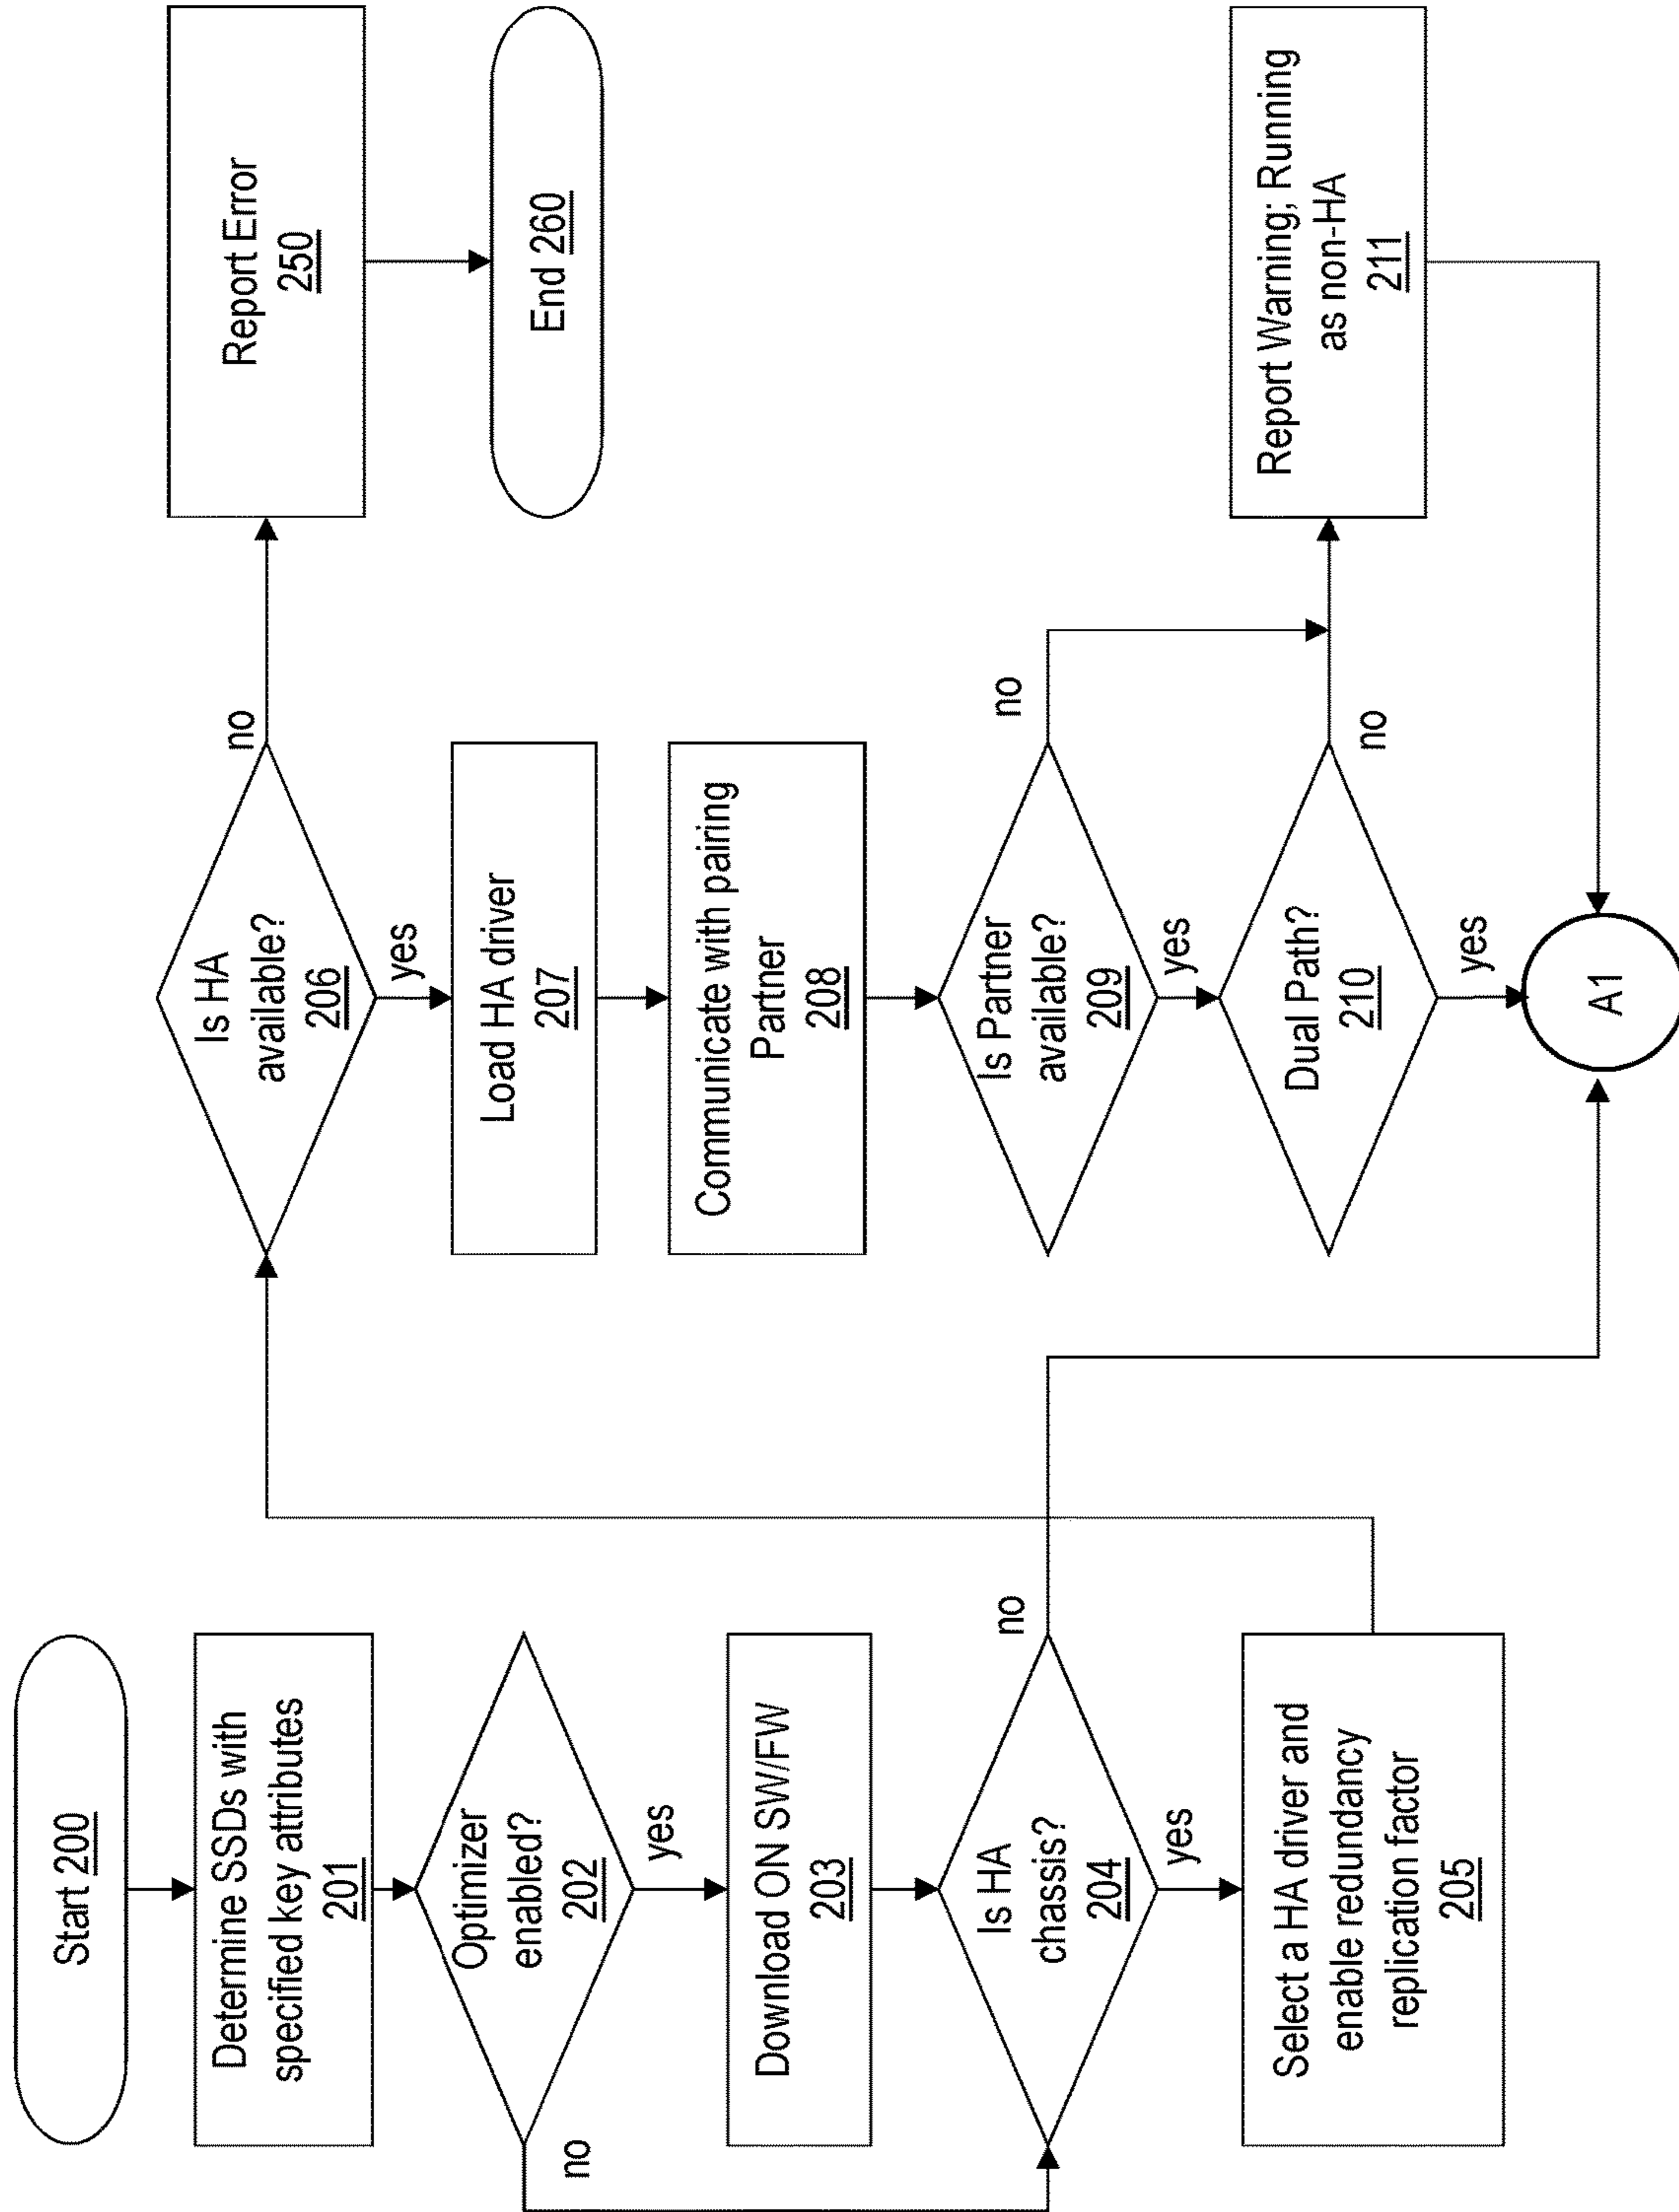 Start 200
Determine SSDs with
specified key attributes
201
Optimizer
enabled?
202
yes
no
Download ON SW/FW
203
Is HA
chassis?
204
no
yes
Select a HA driver and
enable redundancy
replication factor
205
Is HA
available?
206
no
yes
Load HA driver
207
Communicate with pairing
Partner
208
Is Partner
available?
209
no
yes
Dual Path?
210
no
yes
A1
Report Error
250
End 260
Report Warning; Running
as non-HA
211